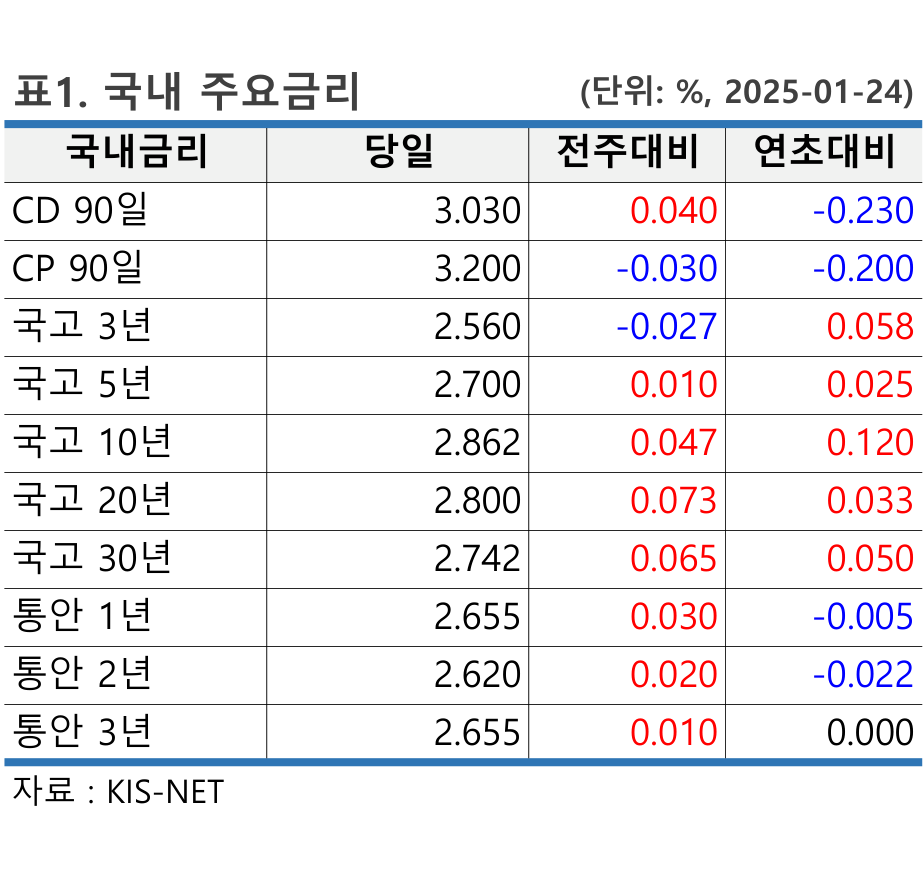 표1. 국내 주요금리 (단위: %, 2025-01-24)
국내금리 당일 전주대비 연초대비
CD 90일 3.030 0.040 -0.230
CP 90일 3.200 -0.030 -0.200
국고 3년 2.560 -0.027 0.058
국고 5년 2.700 0.010 0.025
국고 10년 2.862 0.047 0.120
국고 20년 2.800 0.073 0.033
국고 30년 2.742 0.065 0.050
통안 1년 2.655 0.030 -0.005
통안 2년 2.620 0.020 -0.022
통안 3년 2.655 0.010 0.000
자료 : KIS-NET